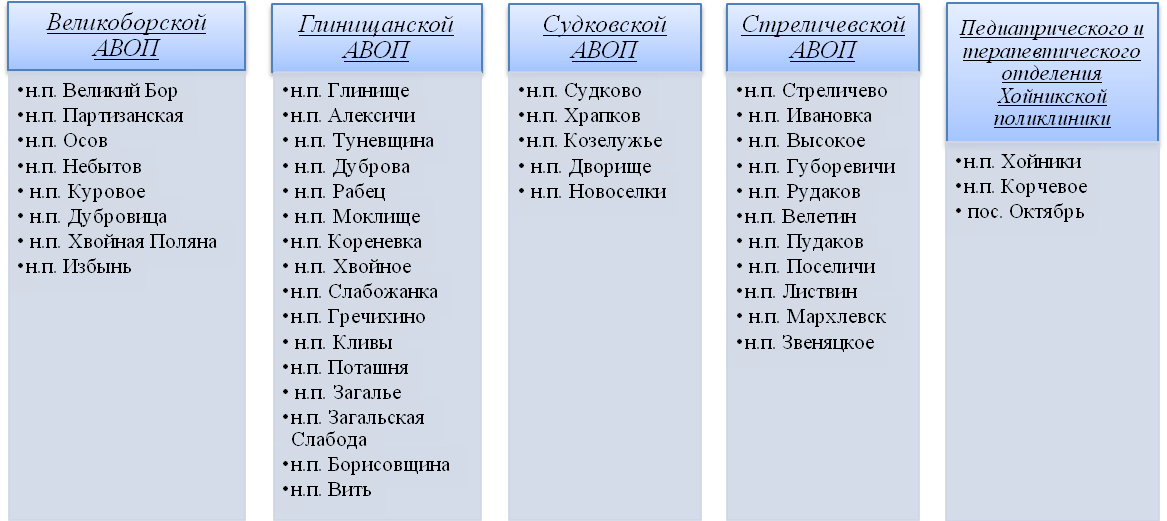 Великоборской
АВОП
• н.п. Великий Бор
• н.п. Партизанская
• н.п. Осов
• н.п. Небытов
• н.п. Куровое
• н.п. Дубровица
• н.п. Хвойная Поляна
• н.п. Избынь
Глинищанской
АВОП
• н.п. Глинище
• н.п. Алексичи
• н.п. Туневщина
• н.п. Дуброва
• н.п. Рабец
• н.п. Моклище
• н.п. Кореневка
• н.п. Хвойное
• н.п. Слабожанка
• н.п. Гречихино
• н.п. Кливы
• н.п. Поташня
• н.п. Загалье
• н.п. Загальская
Слабода
• н.п. Борисовщина
• н.п. Вить
Судковской
АВОП
• н.п. Судково
• н.п. Храпков
• н.п. Козелужье
• н.п. Дворище
• н.п. Новоселки
Стреличевской
АВОП
• н.п. Стреличево
• н.п. Ивановка
• н.п. Высокое
• н.п. Губоревичи
• н.п. Рудаков
• н.п. Велетин
• н.п. Пудаков
• н.п. Поселичи
• н.п. Листвин
• н.п. Мархлевск
• н.п. Звеняцкое
Педиатрического и
терапевтического
отделения
Хойникской
поликлиники
• н.п. Хойники
• н.п. Корчевое
• пос. Октябрь